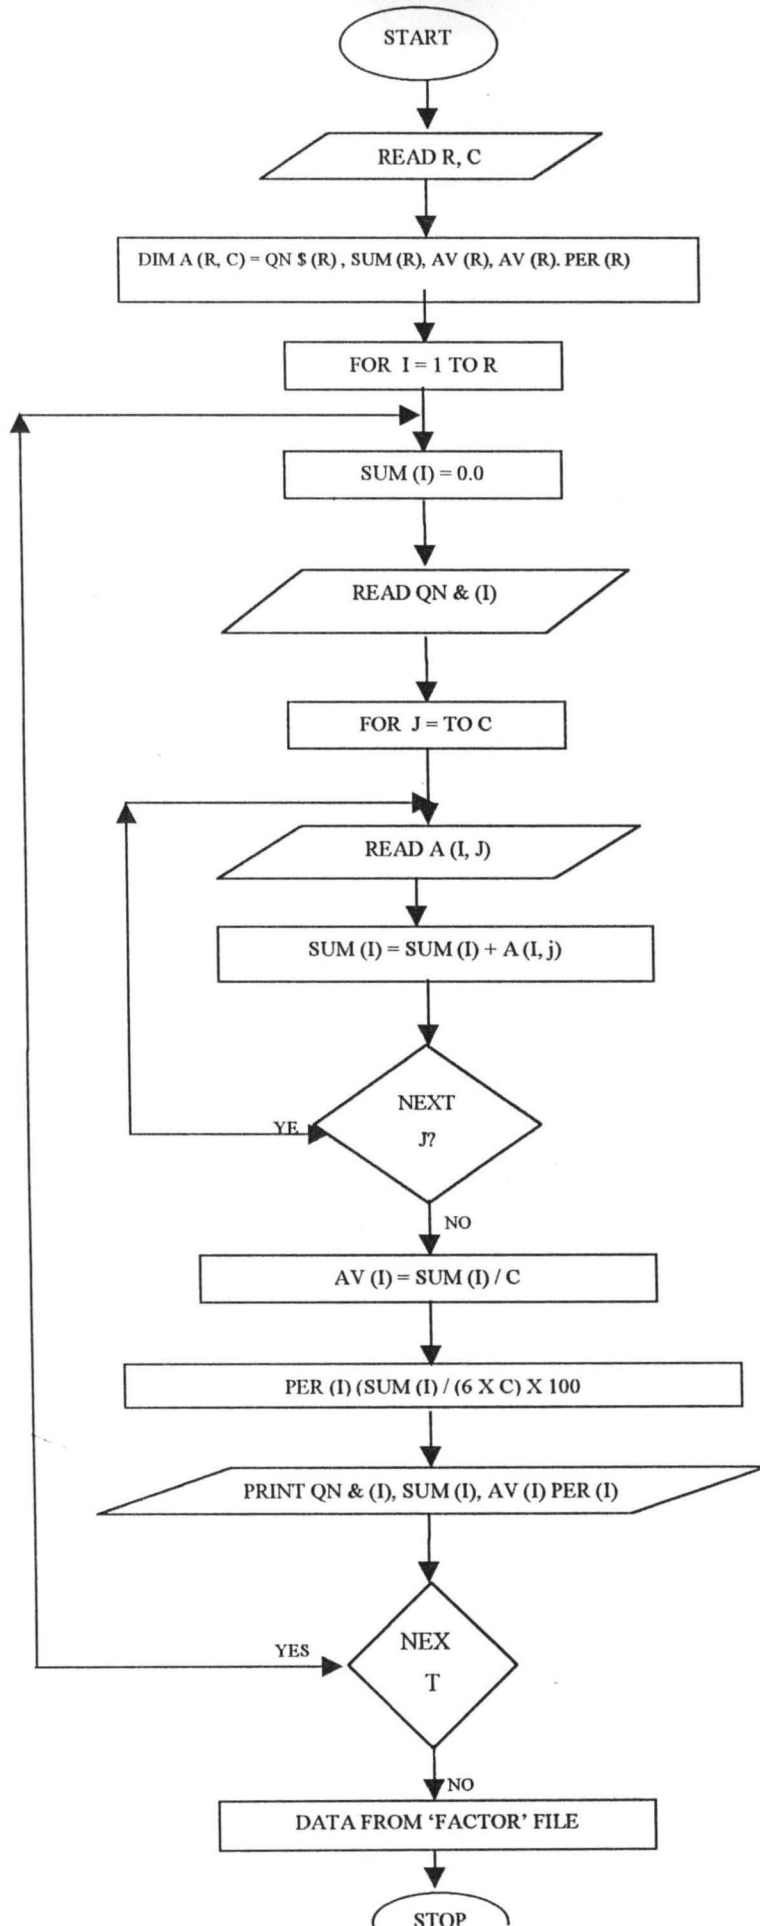 START
READ R, C
DIM A (R, C) = QN $ (R) , SUM (R), AV (R), AV (R). PER (R)
FOR I = 1 TO R
SUM (I) = 0.0
READ QN & (I)
FOR J = TO C
READ A (I, J)
SUM (I) = SUM (I) + A (I, j)
NEXT
J?
YE
NO
AV (I) = SUM (I) / C
PER (I) (SUM (I) / (6 X C) X 100
PRINT QN & (I), SUM (I), AV (I) PER (I)
YES
NEX
T
NO
DATA FROM ‘FACTOR’ FILE
STOP